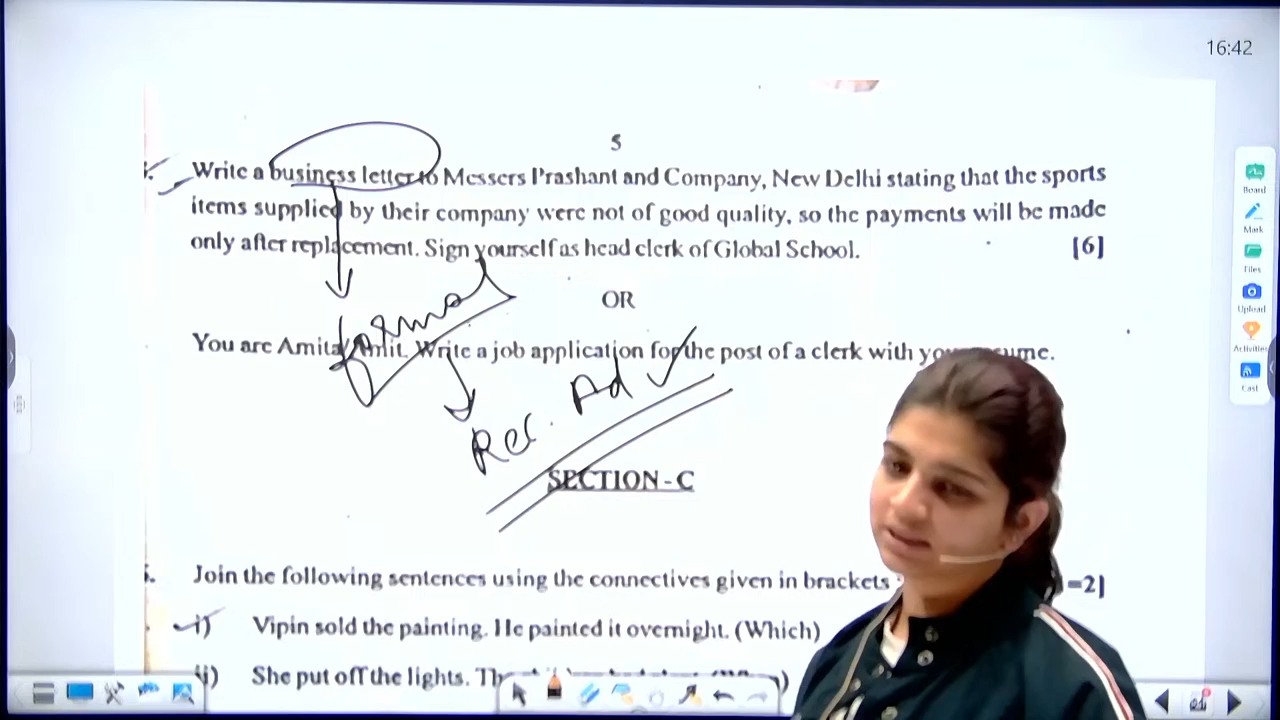 16:42
5
Write a business letter to Messers Prashant and Company, New Delhi stating that the sports
items supplied by their company were not of good quality, so the payments will be made
only after replacement. Sign yourself as head clerk of Global School. [6]
formal
OR
You are Amita/Amit. Write a job application for the post of a clerk with
Rec. Ad
SECTION - C
Join the following sentences using the connectives given in brackets =2]
i) Vipin sold the painting. He painted it overnight. (Which)
ii) She put off the lights.
Board
Mark
Files
Upload
Activities
Cast